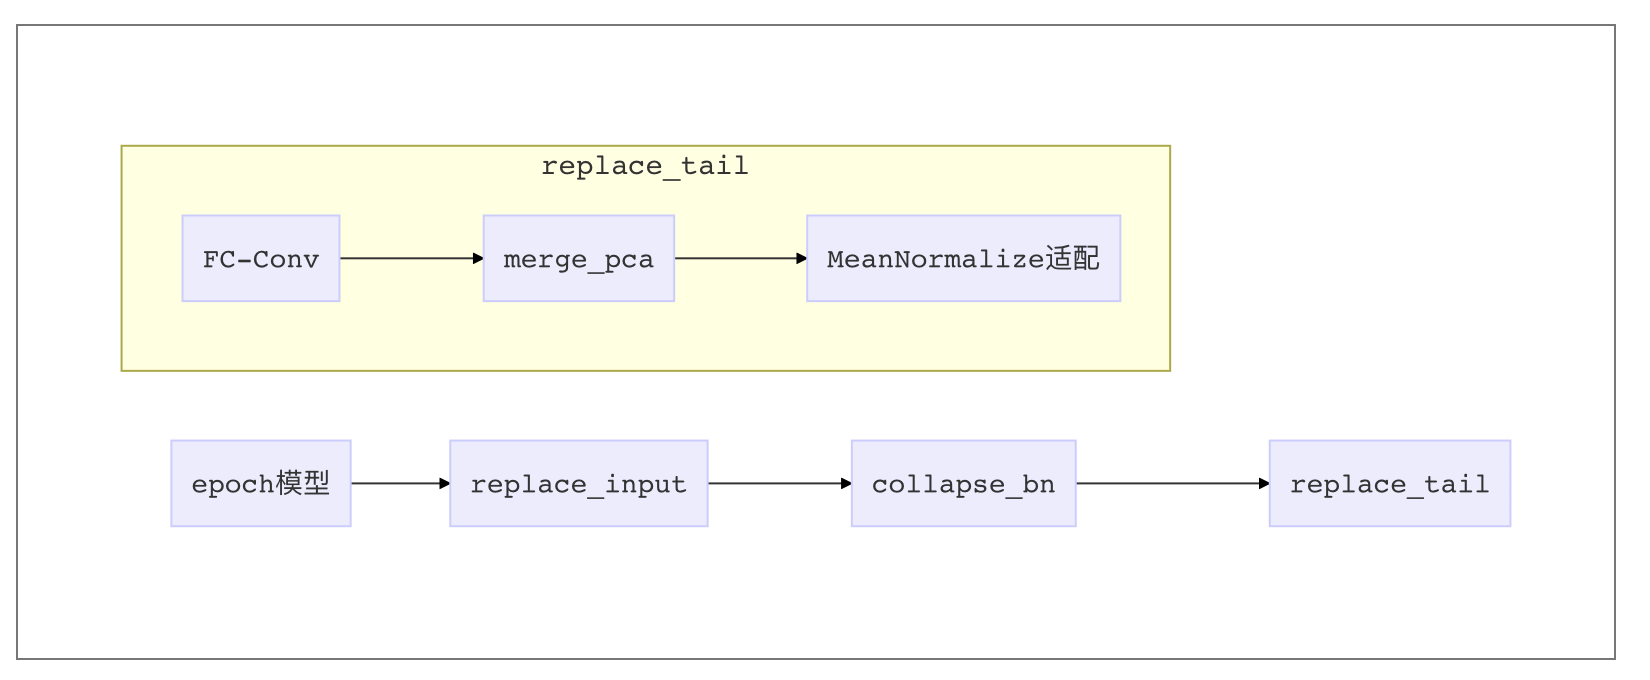 replace_tail
FC-Conv
merge_pca
MeanNormalize适配
epoch模型
replace_input
collapse_bn
replace_tail